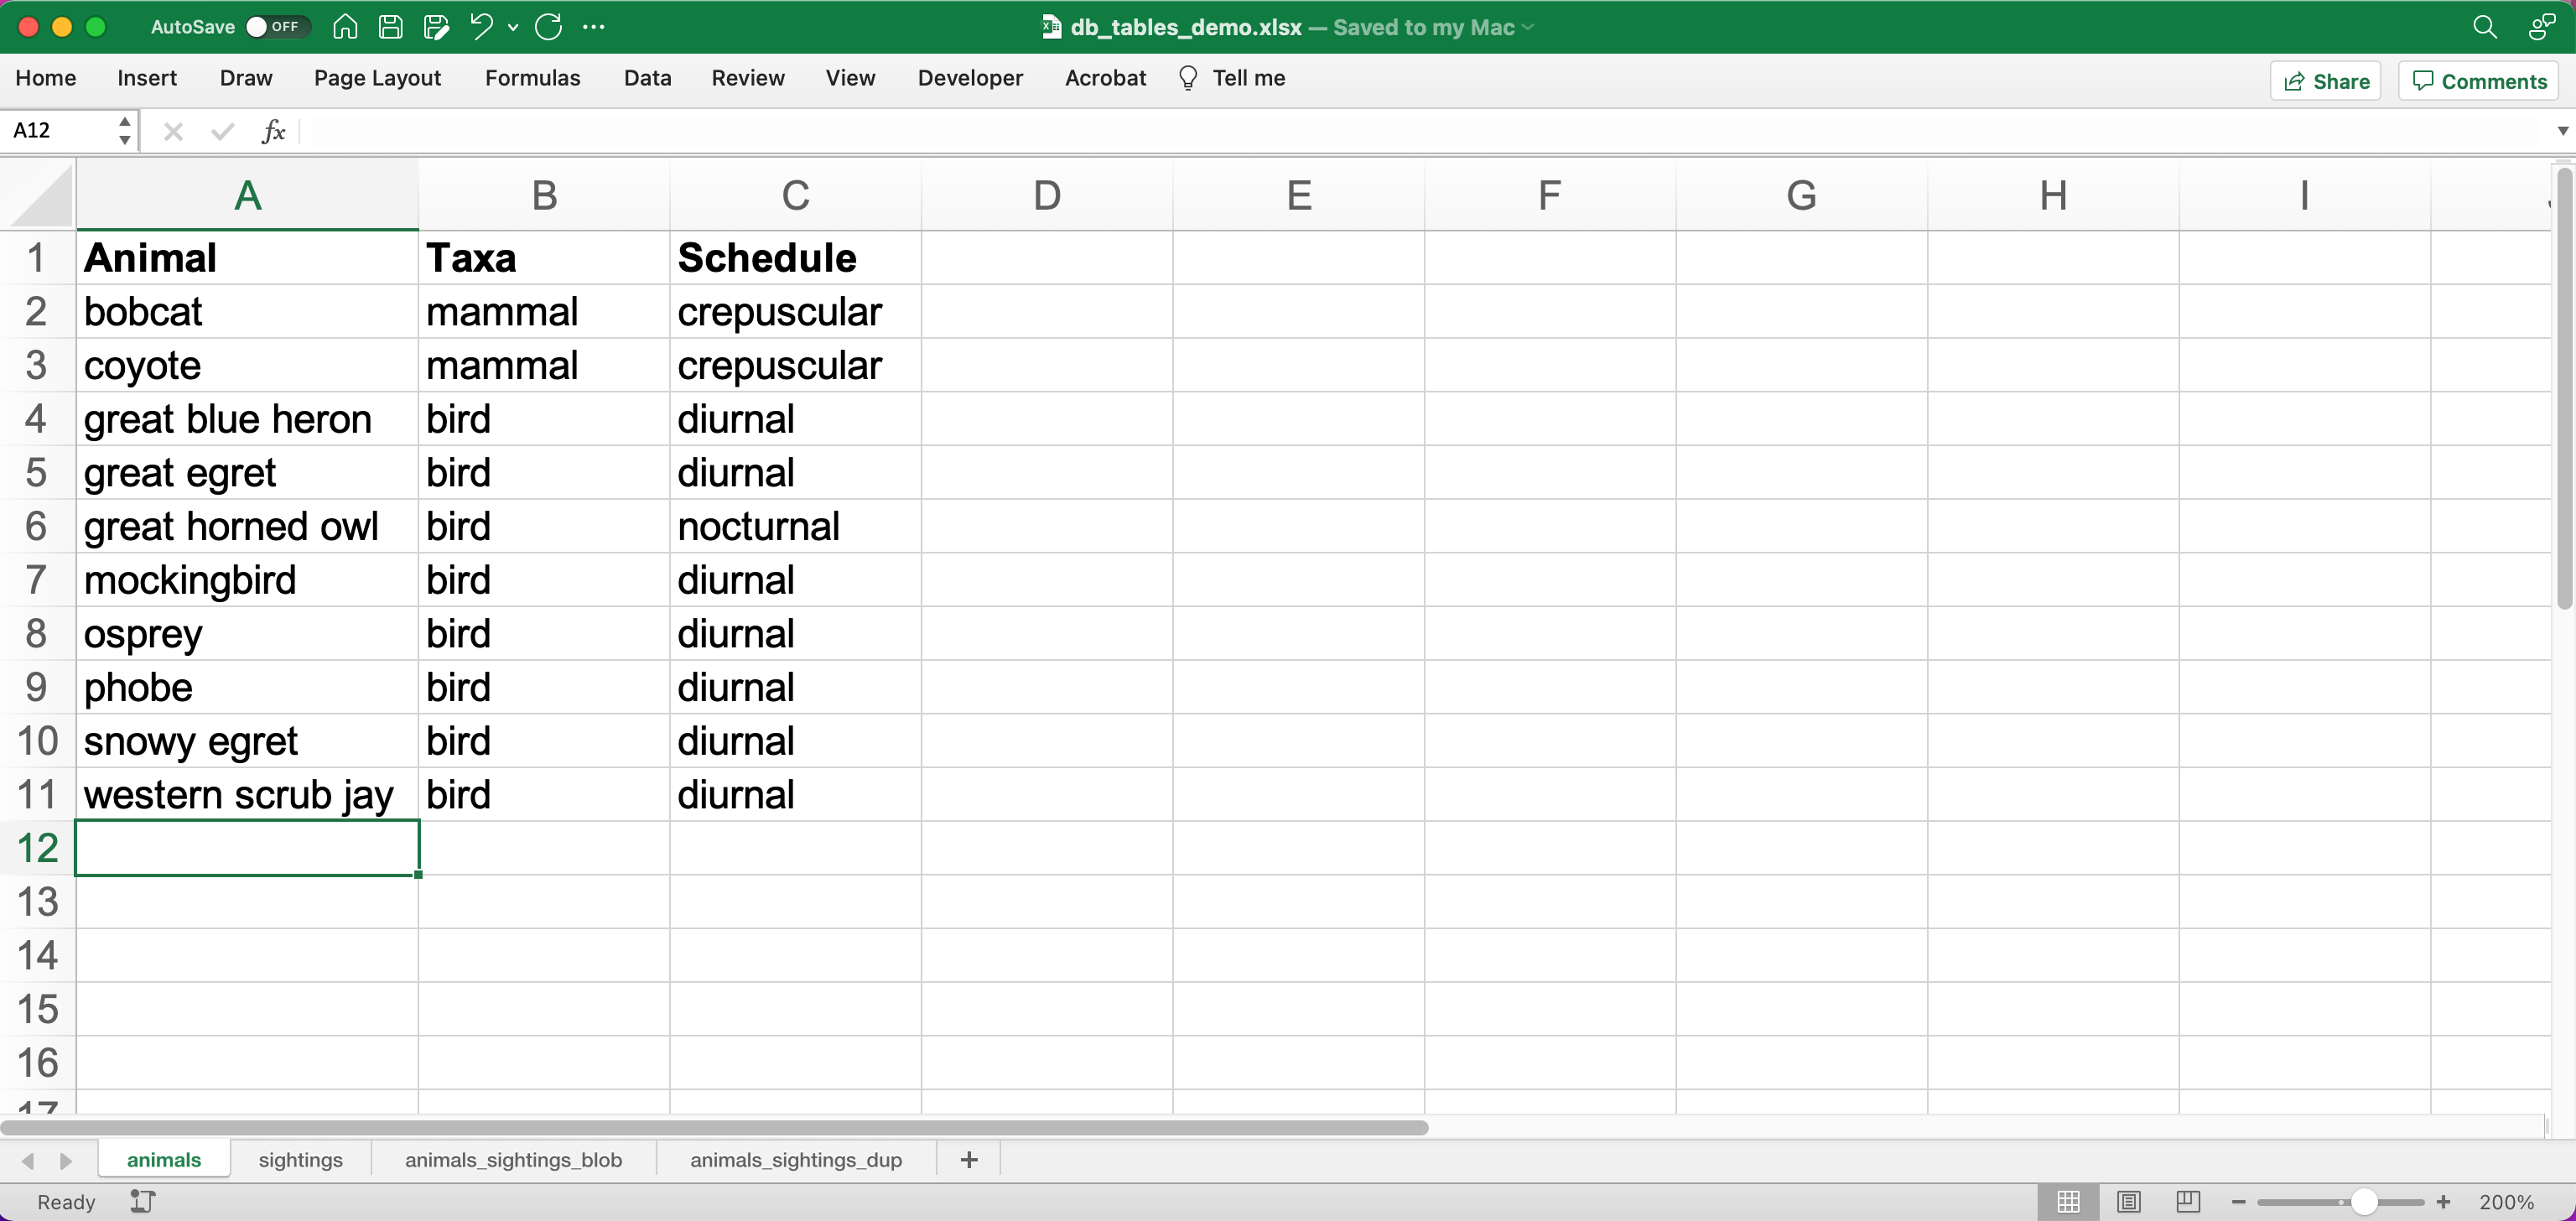 AutoSave OFF db_tables_demo.xlsx — Saved to my Mac
Home Insert Draw Page Layout Formulas Data Review View Developer Acrobat Tell me Share Comments
A12 fx
A B C D E F G H I
1 Animal Taxa Schedule
2 bobcat mammal crepuscular
3 coyote mammal crepuscular
4 great blue heron bird diurnal
5 great egret bird diurnal
6 great horned owl bird nocturnal
7 mockingbird bird diurnal
8 osprey bird diurnal
9 phobe bird diurnal
10 snowy egret bird diurnal
11 western scrub jay bird diurnal
12
13
14
15
16
17
animals sightings animals_sightings_blob animals_sightings_dup +
Ready 200%